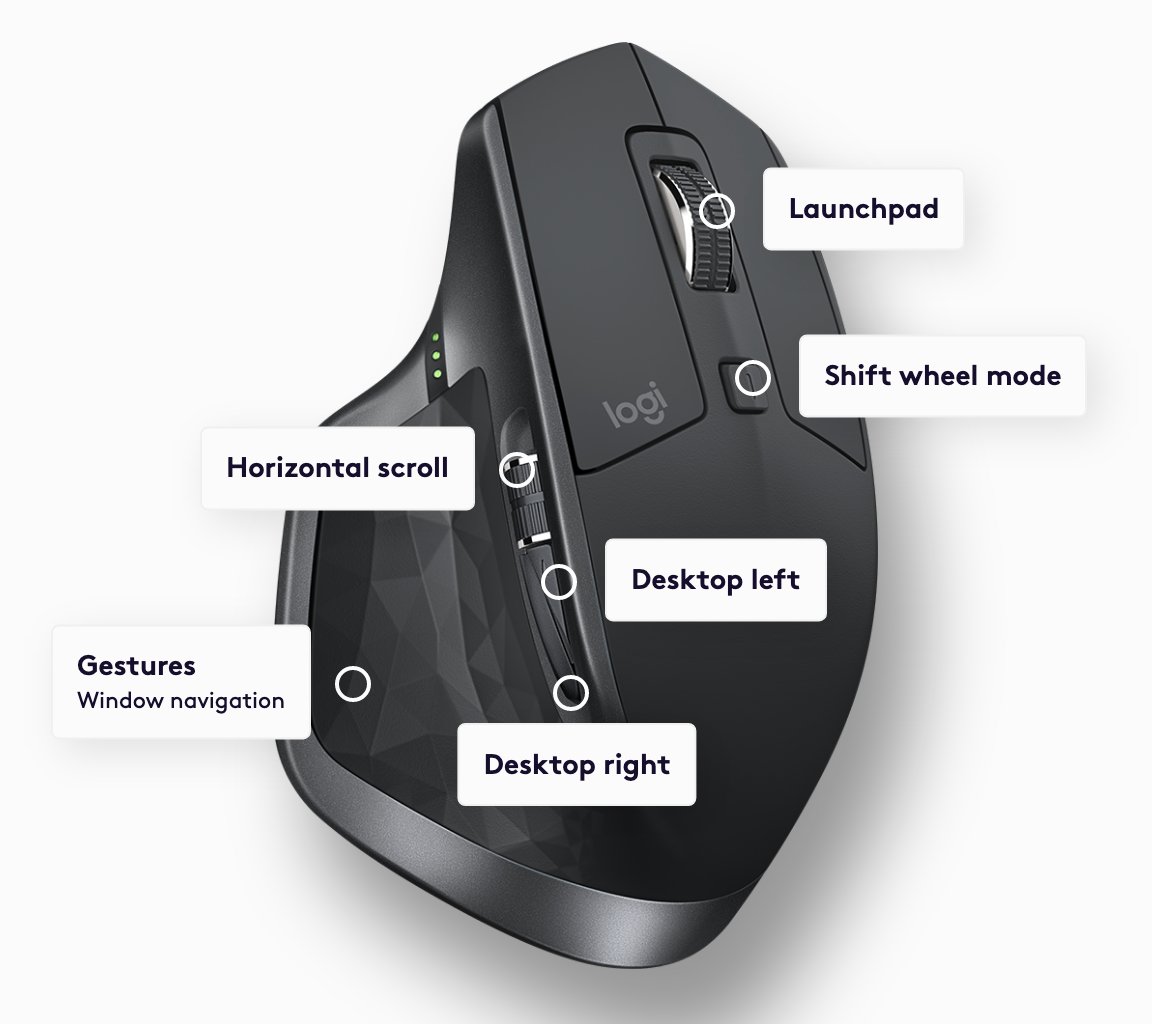 Launchpad
Shift wheel mode
logi
Horizontal scroll
Desktop left
Gestures
Window navigation
Desktop right